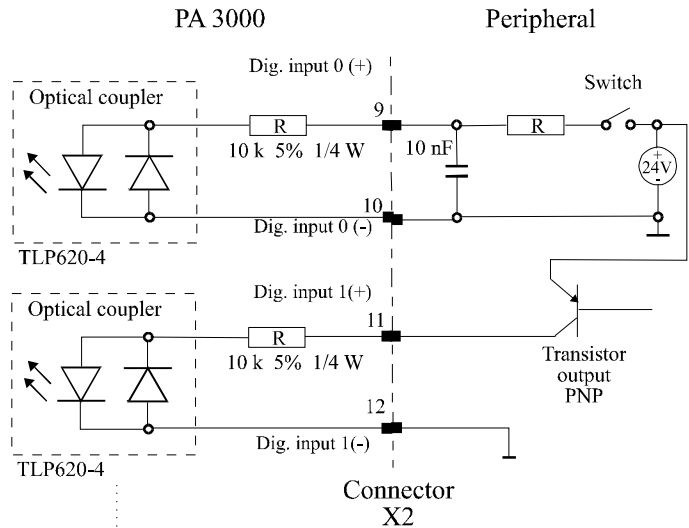 PA 3000
Peripheral
Dig. input 0 (+)
Optical coupler
Switch
9
R
R
10 k 5% 1/4 W
10 nF
+
24V
-
10
Dig. input 0 (-)
TLP620-4
Dig. input 1(+)
Optical coupler
11
R
10 k 5% 1/4 W
Transistor
output
PNP
12
Dig. input 1(-)
TLP620-4
Connector
X2